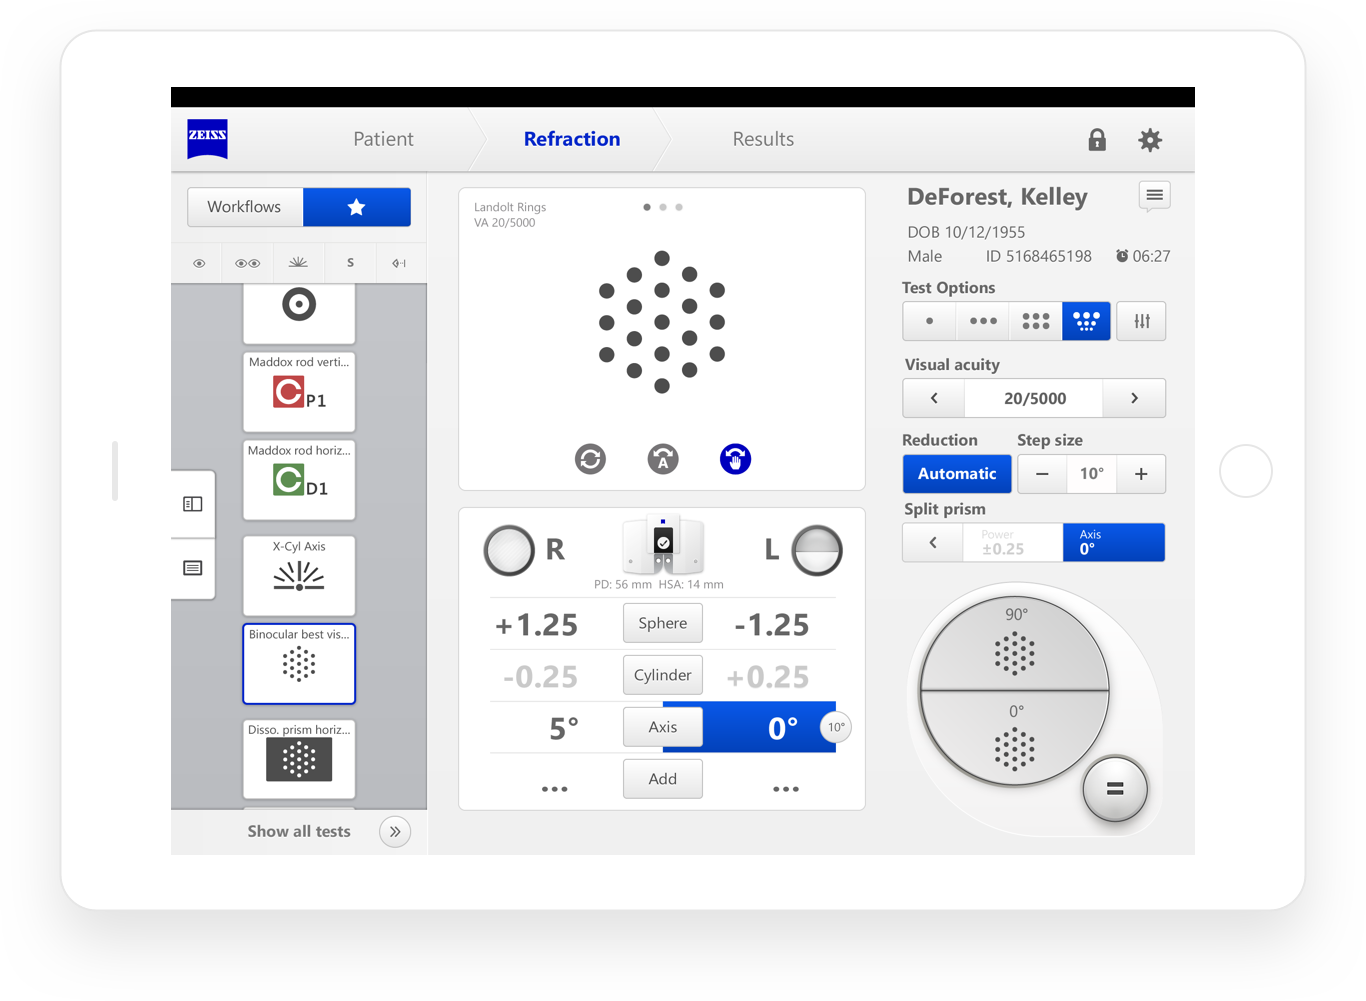 ZEISS
Patient
Refraction
Results
Workflows
S
Maddox rod verti...
C P1
Maddox rod horiz...
C D1
X-Cyl Axis
Binocular best vis...
Disso. prism horiz...
Show all tests
Landolt Rings
VA 20/5000
A
R
L
PD: 56 mm HSA: 14 mm
+1.25 Sphere -1.25
-0.25 Cylinder +0.25
5° Axis 0° 10°
... Add ...
DeForest, Kelley
DOB 10/12/1955
Male ID 5168465198 06:27
Test Options
Visual acuity
20/5000
Reduction Step size
Automatic − 10° +
Split prism
Power Axis
±0.25 0°
90°
0°
=